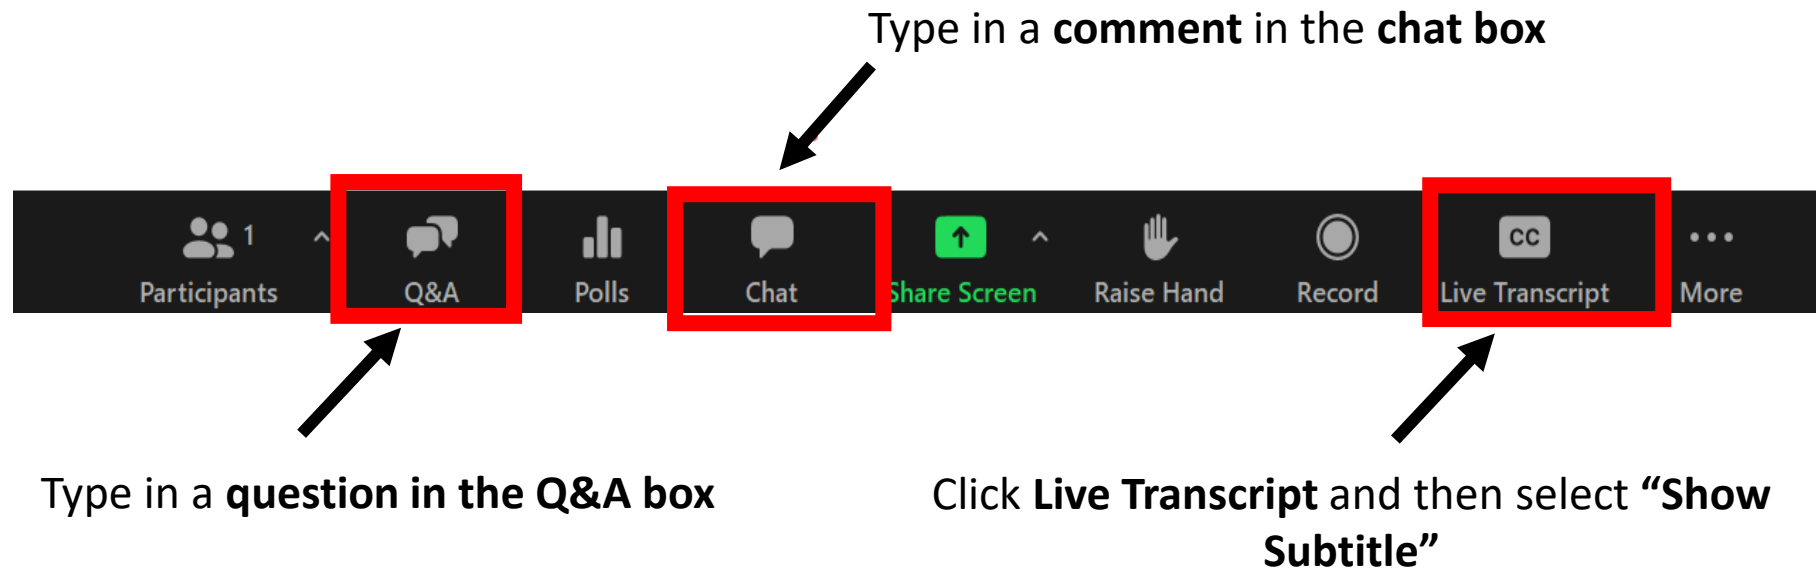 Type in a comment in the chat box
1
Participants
Q&A
Polls
Chat
Share Screen
Raise Hand
Record
CC
Live Transcript
More
Type in a question in the Q&A box
Click Live Transcript and then select “Show
Subtitle”